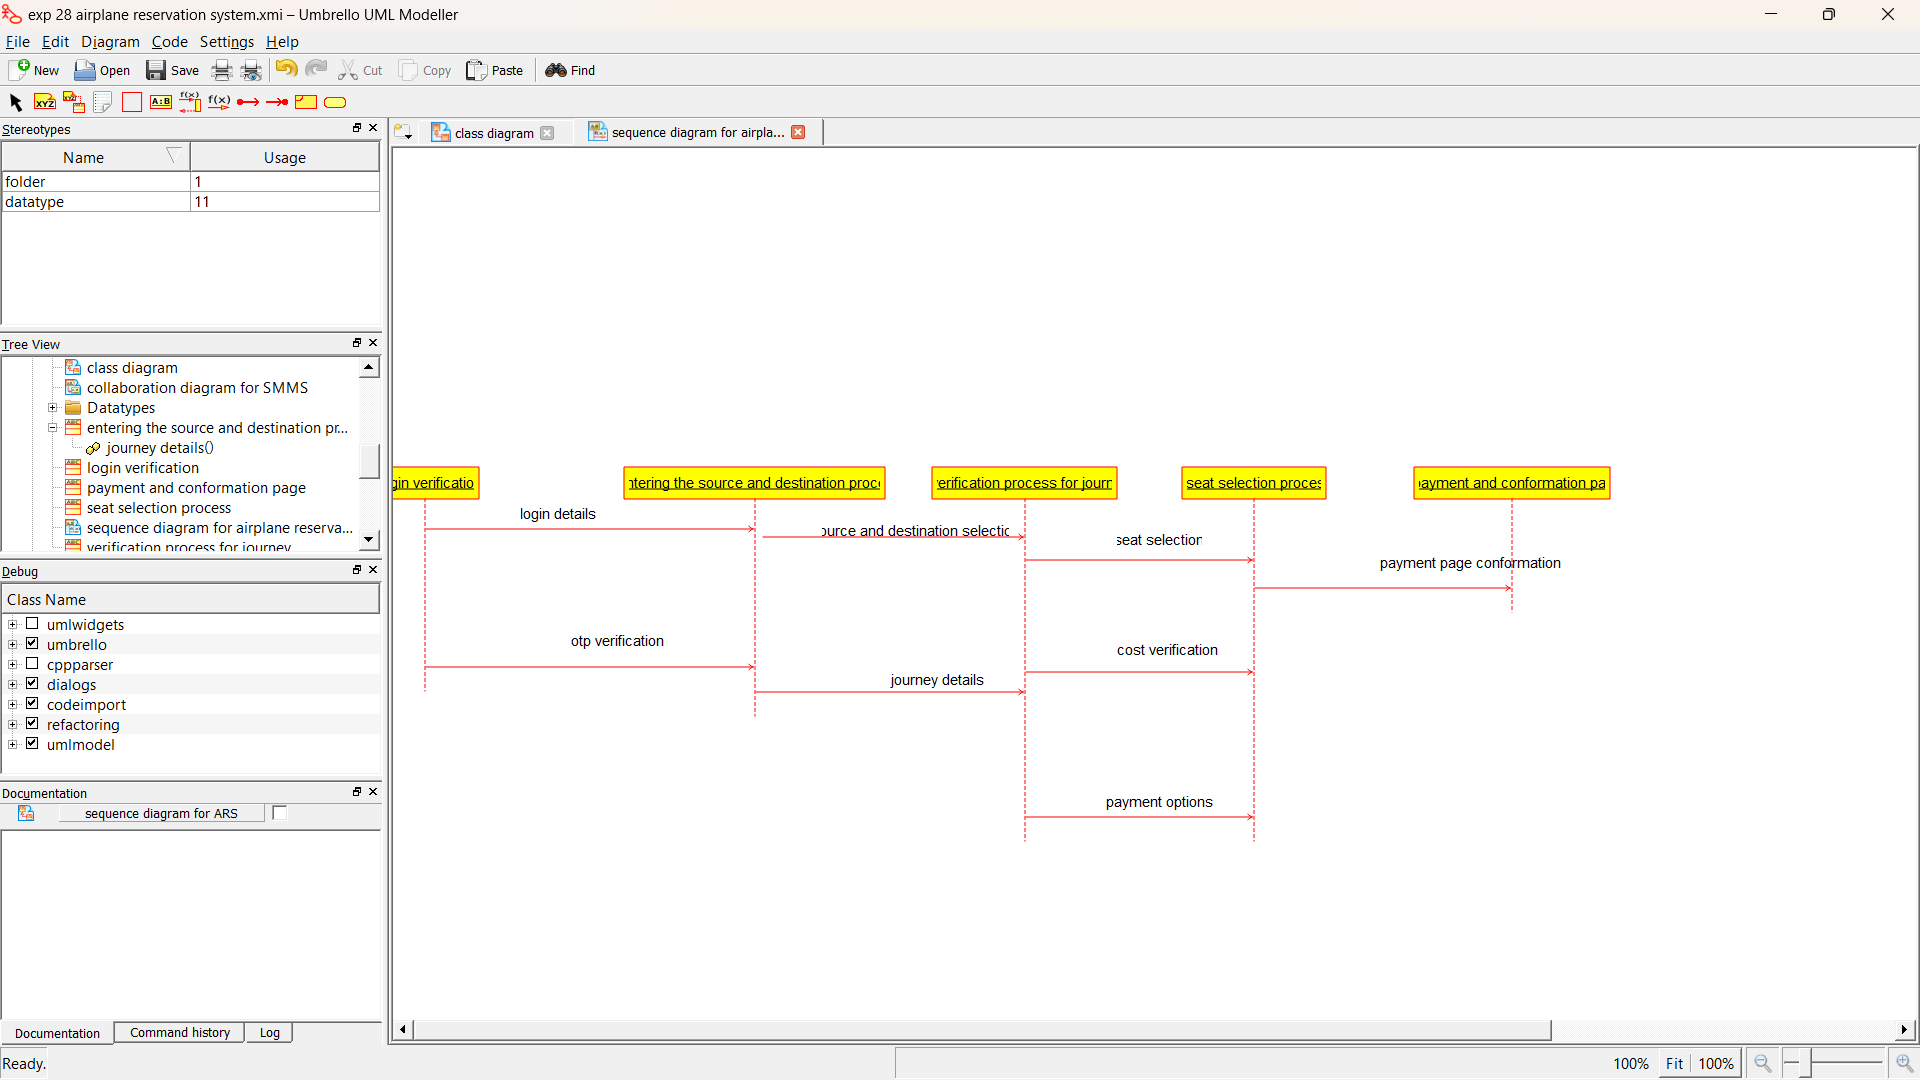 exp 28 airplane reservation system.xmi – Umbrello UML Modeller
File Edit Diagram Code Settings Help
New Open Save Cut Copy Paste Find
XYZ XYZ A:B f(x) f(x)
Stereotypes
Name Usage
folder 1
datatype 11
Tree View
class diagram
collaboration diagram for SMMS
Datatypes
entering the source and destination pr...
journey details()
login verification
payment and conformation page
seat selection process
sequence diagram for airplane reserva...
verification process for journey
Debug
Class Name
umlwidgets
umbrello
cppparser
dialogs
codeimport
refactoring
umlmodel
Documentation
sequence diagram for ARS
Documentation Command history Log
Ready.
class diagram
sequence diagram for airpla...
gin verificatio
ntering the source and destination proc
verification process for journ
seat selection proces
payment and conformation pa
login details
ource and destination selectic
seat selection
payment page conformation
otp verification
cost verification
journey details
payment options
100% Fit 100%